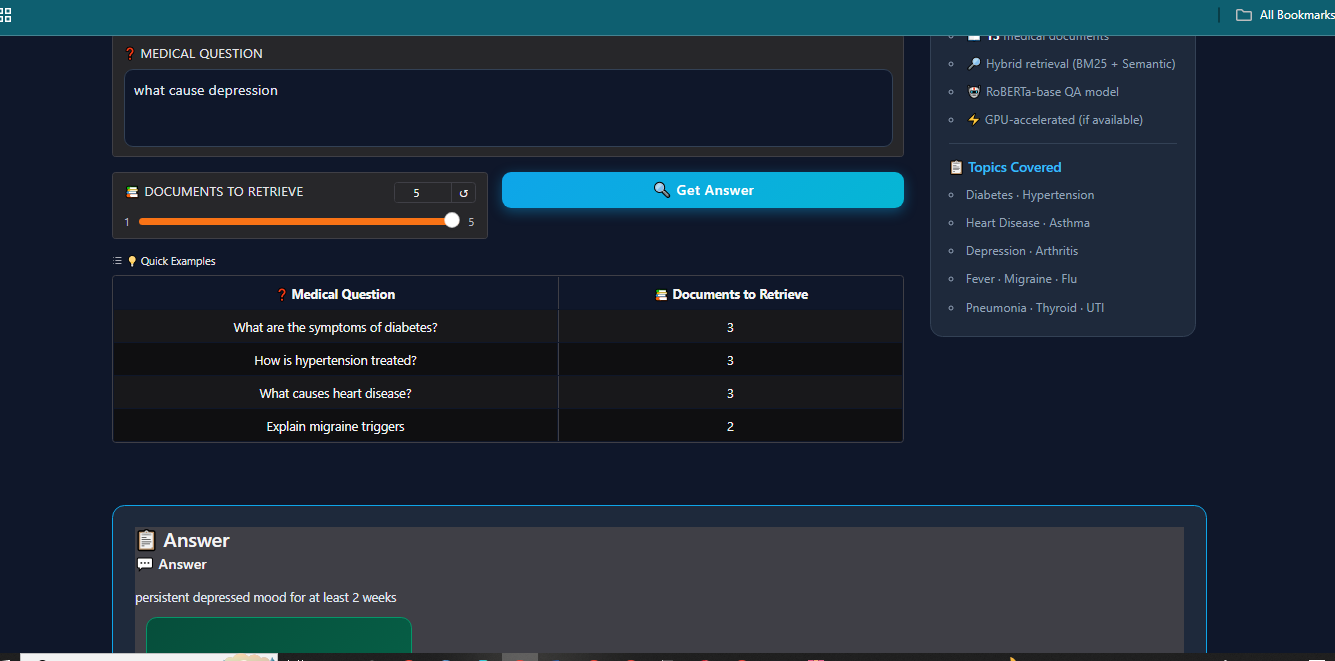 All Bookmarks
❓ MEDICAL QUESTION
what cause depression
📚 DOCUMENTS TO RETRIEVE
5 ↺
1
5
🔍 Get Answer
💡 Quick Examples
❓ Medical Question 📚 Documents to Retrieve
What are the symptoms of diabetes? 3
How is hypertension treated? 3
What causes heart disease? 3
Explain migraine triggers 2
15 medical documents
🔎 Hybrid retrieval (BM25 + Semantic)
🤖 RoBERTa-base QA model
⚡ GPU-accelerated (if available)
📋 Topics Covered
Diabetes · Hypertension
Heart Disease · Asthma
Depression · Arthritis
Fever · Migraine · Flu
Pneumonia · Thyroid · UTI
📋 Answer
💬 Answer
persistent depressed mood for at least 2 weeks